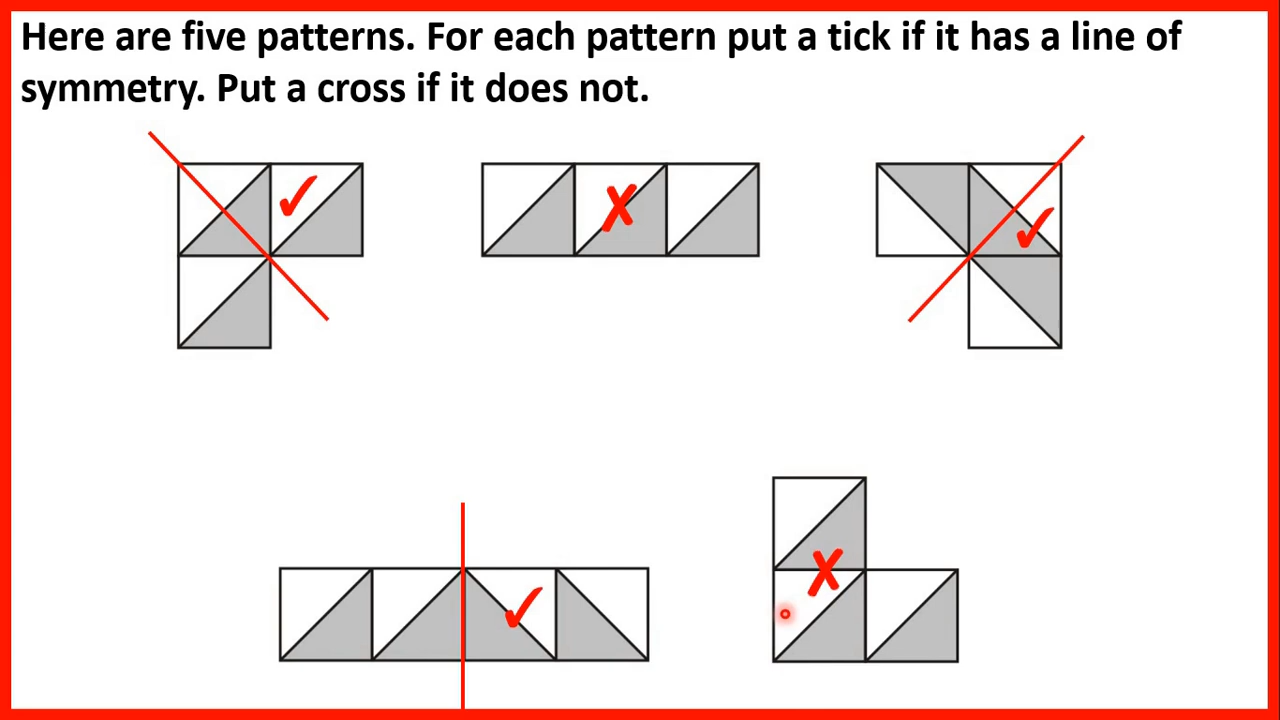 Here are five patterns. For each pattern put a tick if it has a line of
symmetry. Put a cross if it does not.